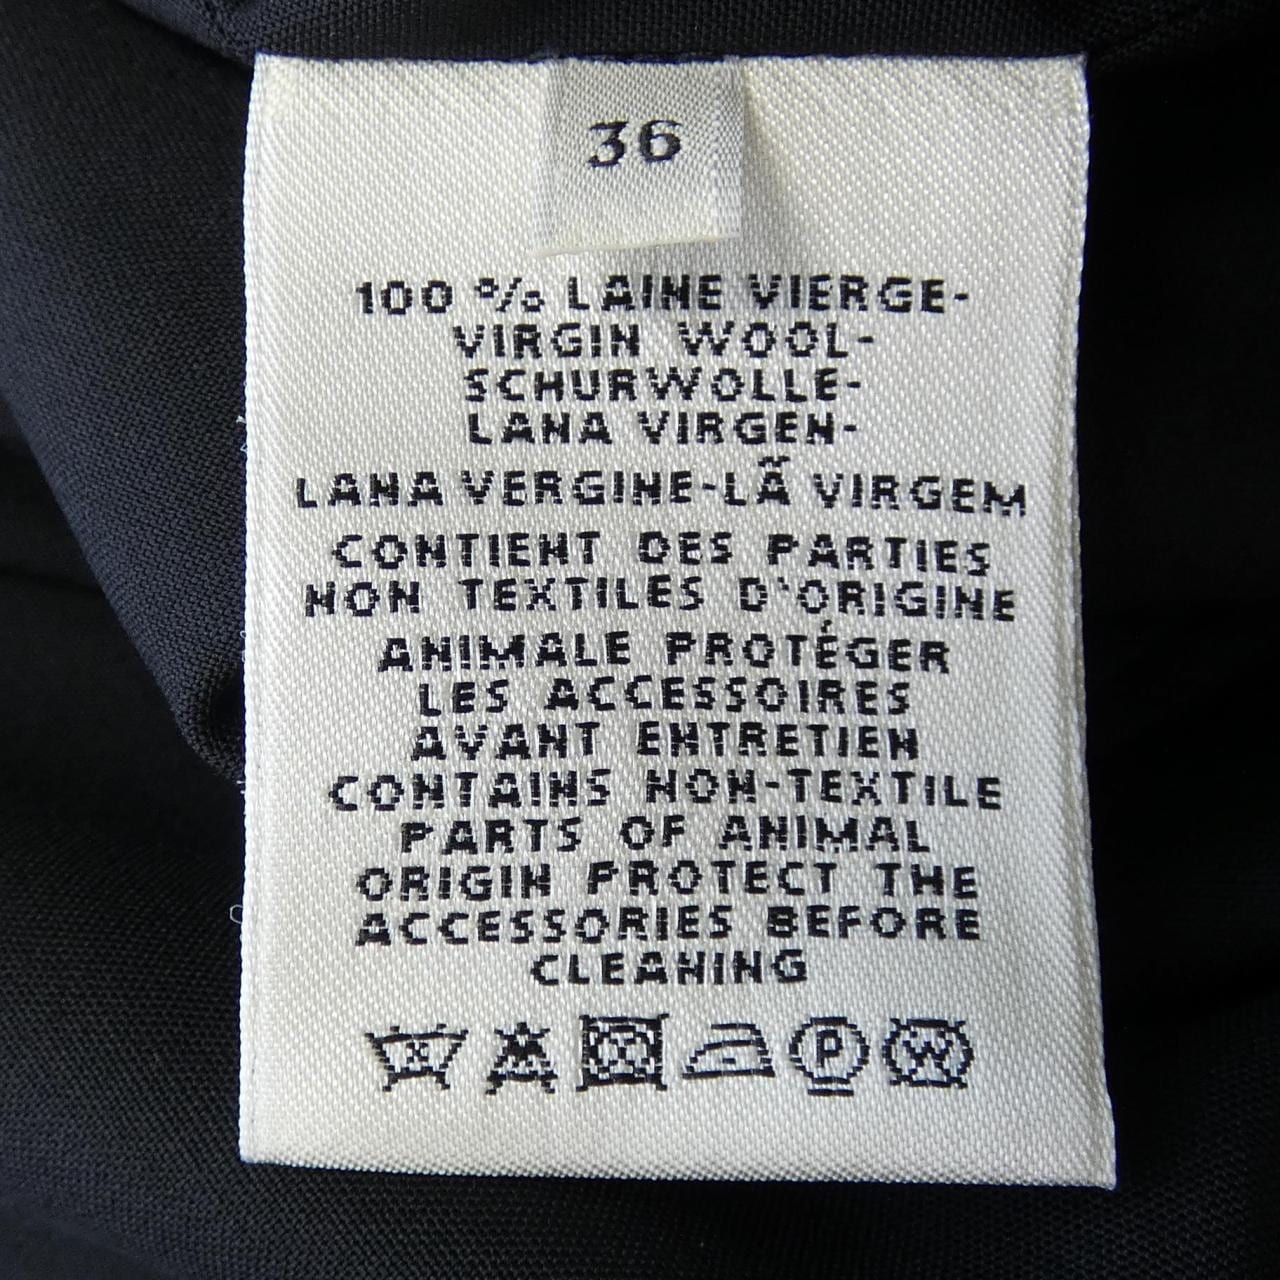 36
100 % LAINE VIERGE-
VIRGIN WOOL-
SCHURWOLLE-
LANA VIRGEN-
LANA VERGINE-LÃ VIRGEM
CONTIENT DES PARTIES
NON TEXTILES D'ORIGINE
ANIMALE PROTÉGER
LES ACCESSOIRES
AVANT ENTRETIEN
CONTAINS NON-TEXTILE
PARTS OF ANIMAL
ORIGIN PROTECT THE
ACCESSORIES BEFORE
CLEANING
P W